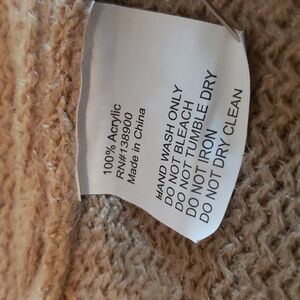 100% Acrylic
RN#138900
Made in China
HAND WASH ONLY
DO NOT BLEACH
DO NOT TUMBLE DRY
DO NOT IRON
DO NOT DRY CLEAN